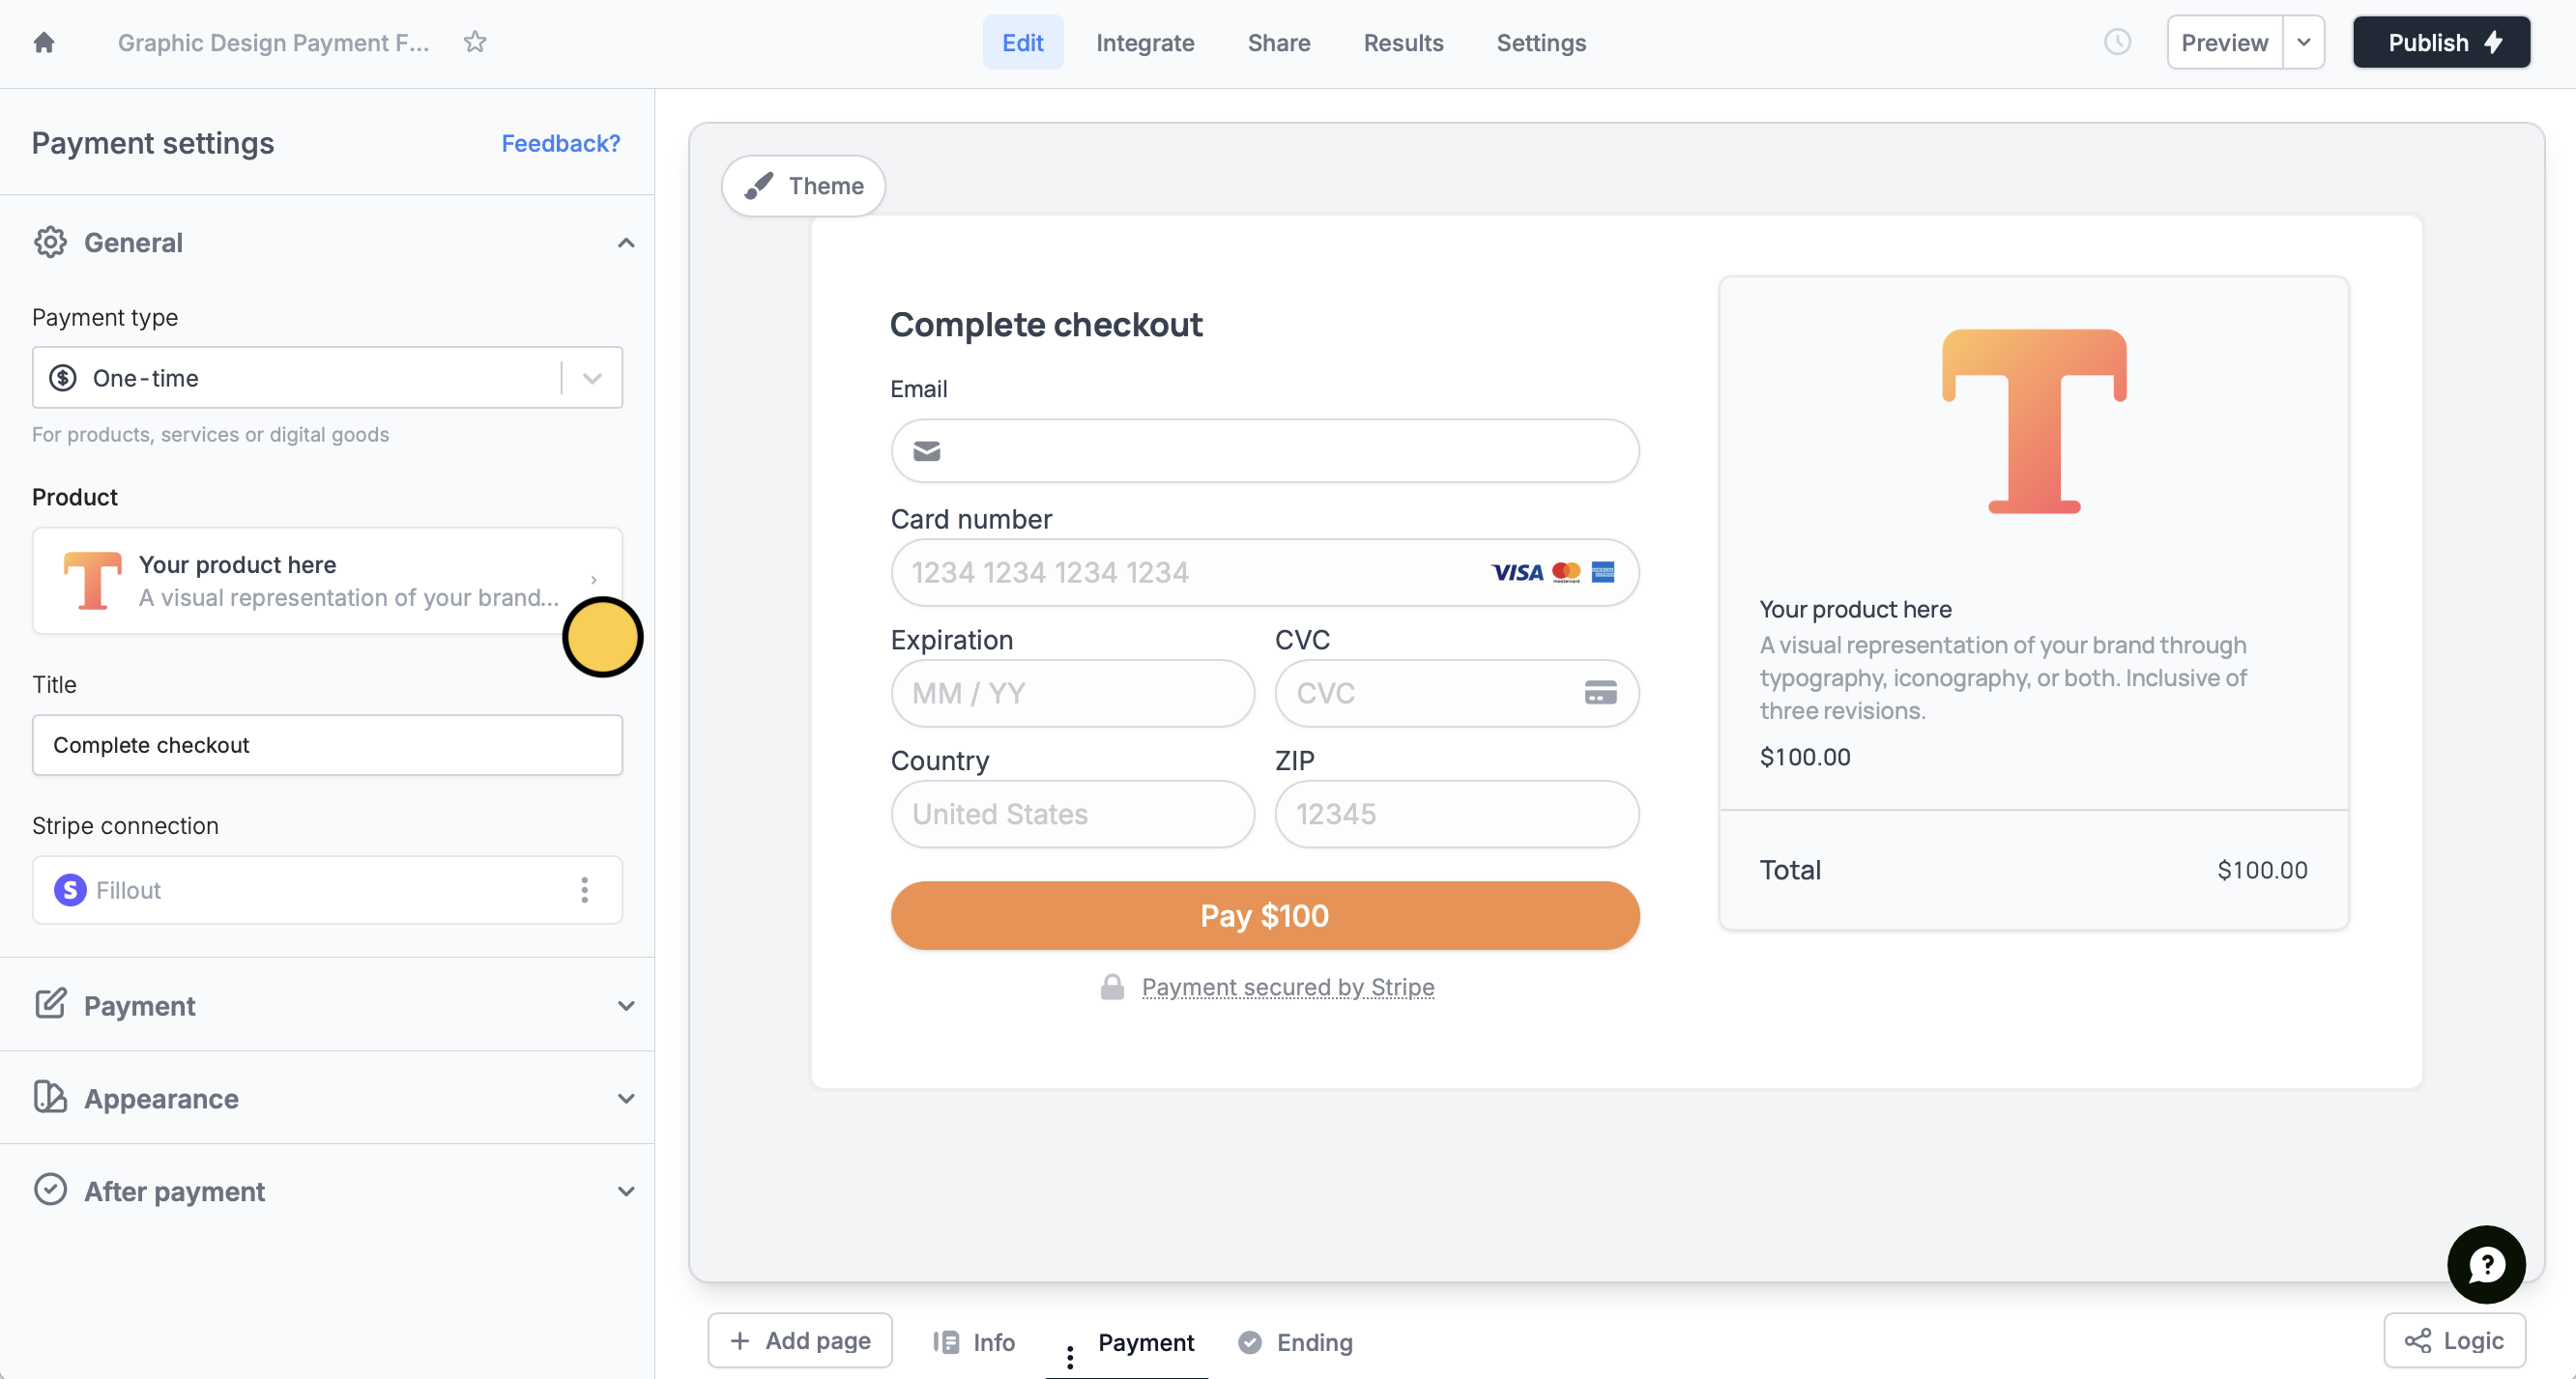 Graphic Design Payment F...
Edit
Integrate
Share
Results
Settings
Preview
Publish
Payment settings
Feedback?
General
Payment type
One-time
For products, services or digital goods
Product
Your product here
A visual representation of your brand...
Title
Complete checkout
Stripe connection
S Fillout
Payment
Appearance
After payment
Theme
Complete checkout
Email
Card number
1234 1234 1234 1234
VISA
Expiration
CVC
MM / YY
CVC
Country
ZIP
United States
12345
Pay $100
Payment secured by Stripe
T
Your product here
A visual representation of your brand through
typography, iconography, or both. Inclusive of
three revisions.
$100.00
Total
$100.00
+ Add page
Info
Payment
Ending
Logic